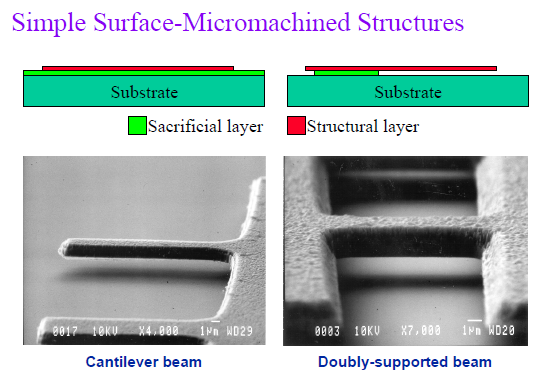 Simple Surface-Micromachined Structures
Substrate
Substrate
Sacrificial layer
Structural layer
0017 10KV X4,000 1µm WD29
0003 10KV X7,000 1µm WD20
Cantilever beam
Doubly-supported beam